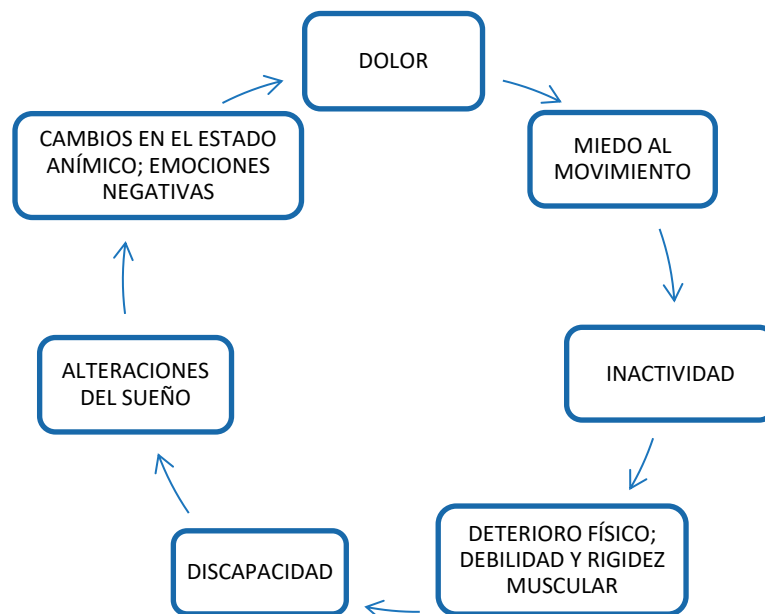 DOLOR
MIEDO AL
MOVIMIENTO
INACTIVIDAD
DETERIORO FÍSICO;
DEBILIDAD Y RIGIDEZ
MUSCULAR
DISCAPACIDAD
ALTERACIONES
DEL SUEÑO
CAMBIOS EN EL ESTADO
ANÍMICO; EMOCIONES
NEGATIVAS